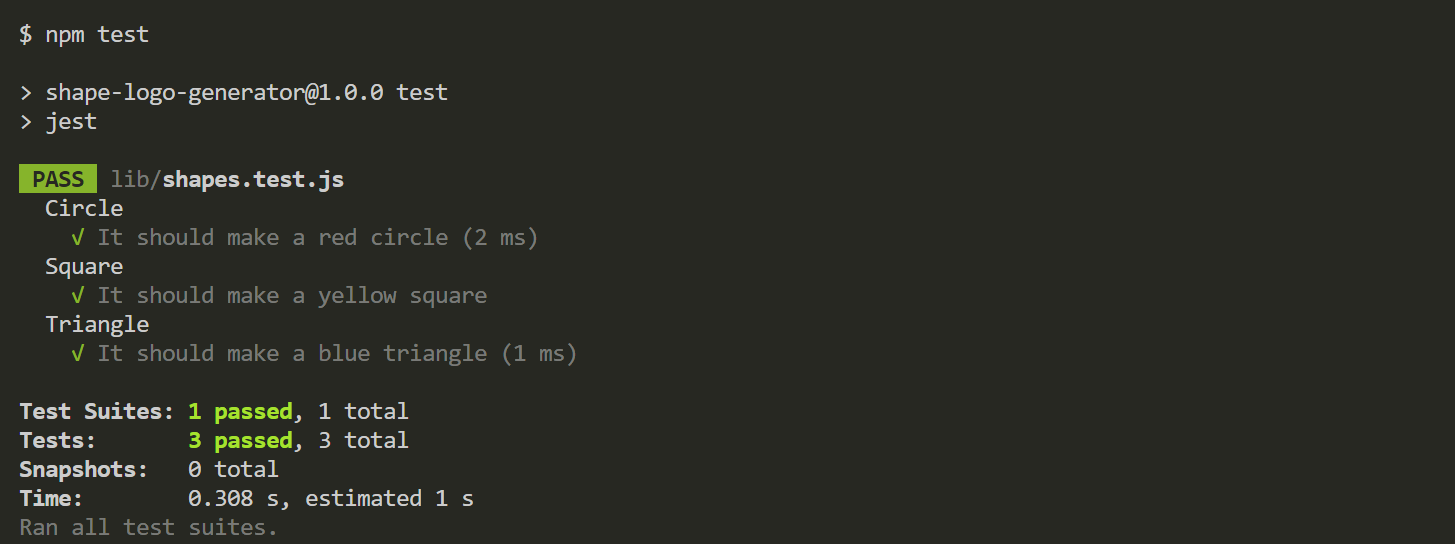 $ npm test
> shape-logo-generator@1.0.0 test
> jest
PASS lib/shapes.test.js
Circle
√ It should make a red circle (2 ms)
Square
√ It should make a yellow square
Triangle
√ It should make a blue triangle (1 ms)
Test Suites: 1 passed, 1 total
Tests: 3 passed, 3 total
Snapshots: 0 total
Time: 0.308 s, estimated 1 s
Ran all test suites.